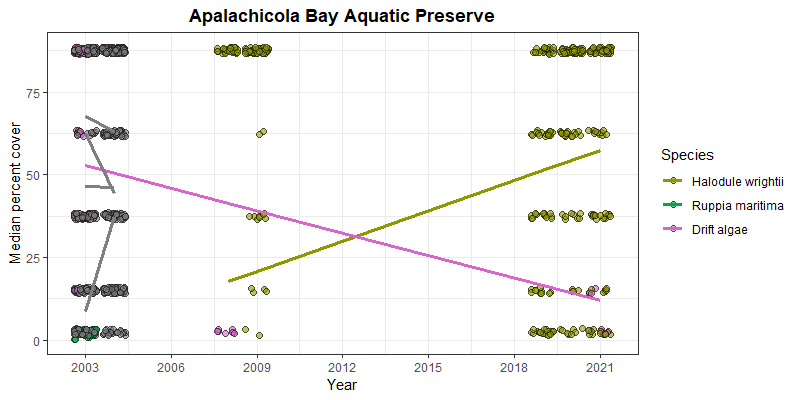 Apalachicola Bay Aquatic Preserve
Median percent cover
75
50
25
0
2003 2006 2009 2012 2015 2018 2021
Year
Species
Halodule wrightii
Ruppia maritima
Drift algae